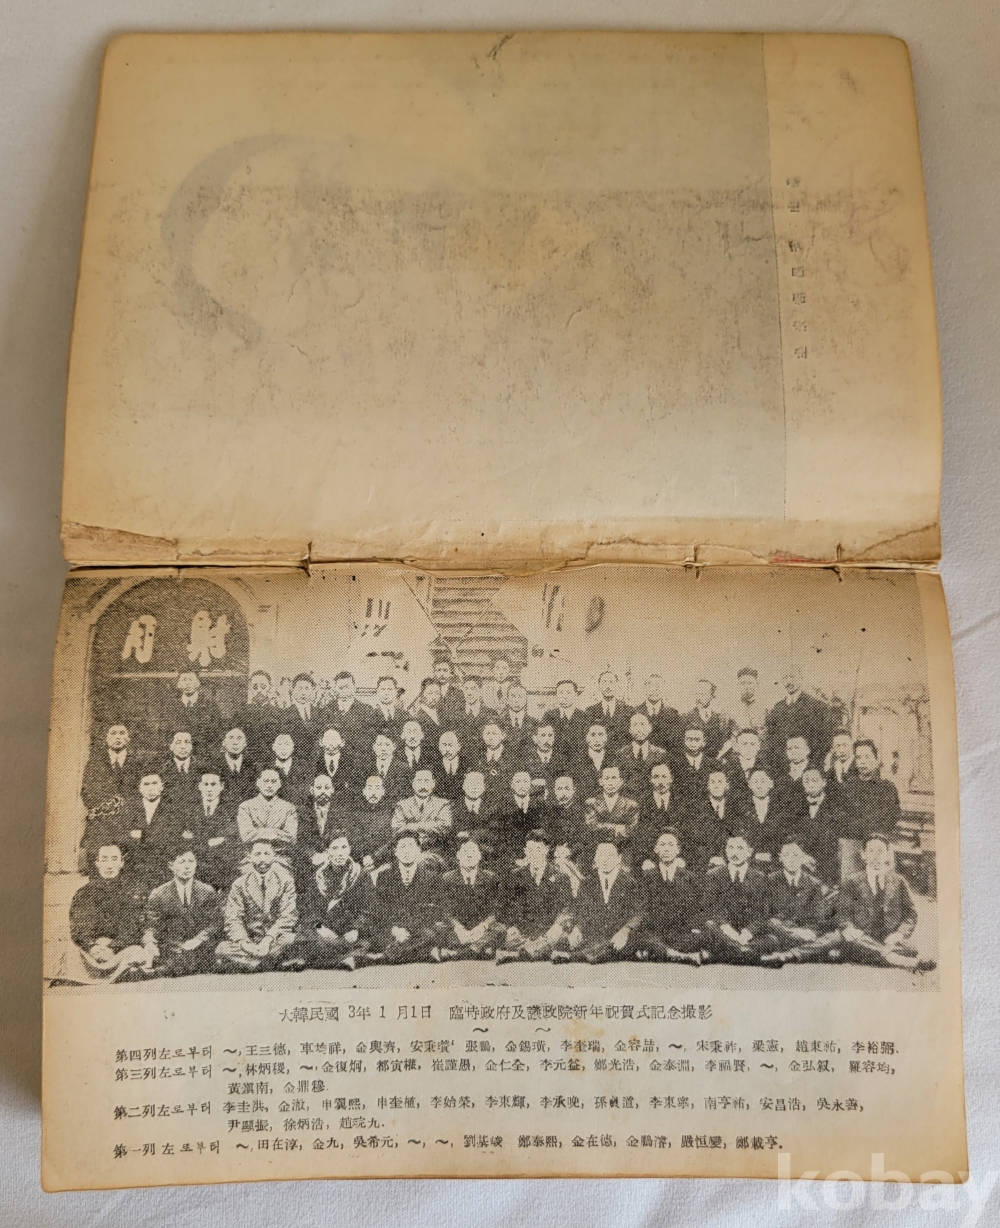 大韓民國 3年 1月1日 臨時政府及議政院新年祝賀式記念撮影
第四列左로부터 ～, 王三德, 車均祥, 金興濟, 安秉瓚' 張鵬, 金錫璜, 李奎瑞, 金容喆, ～, 宋秉祚, 梁憲, 趙東祜, 李裕弼.
第三列左로부터 ～, 林炳稷, ～, 金復炯, 都寅權, 崔謹愚, 金仁全, 李元益, 鄭光浩, 金泰淵, 李福賢, ～, 金弘敍, 羅容均,
黃鎭南, 金鼎穆.
第二列左로부터 李圭洪, 金澈, 申翼熙, 申奎植, 李始榮, 李東輝, 李承晩, 孫貞道, 李東寧, 南亨祐, 安昌浩, 吳永善,
尹顯振, 徐炳浩, 趙琬九.
第一列左로부터 ～, 田在淳, 金九, 吳希元, ～, ～, 劉基峻 鄭泰熙, 金在德, 金鵬濬, 嚴恒燮, 鄭載亨.
kobay